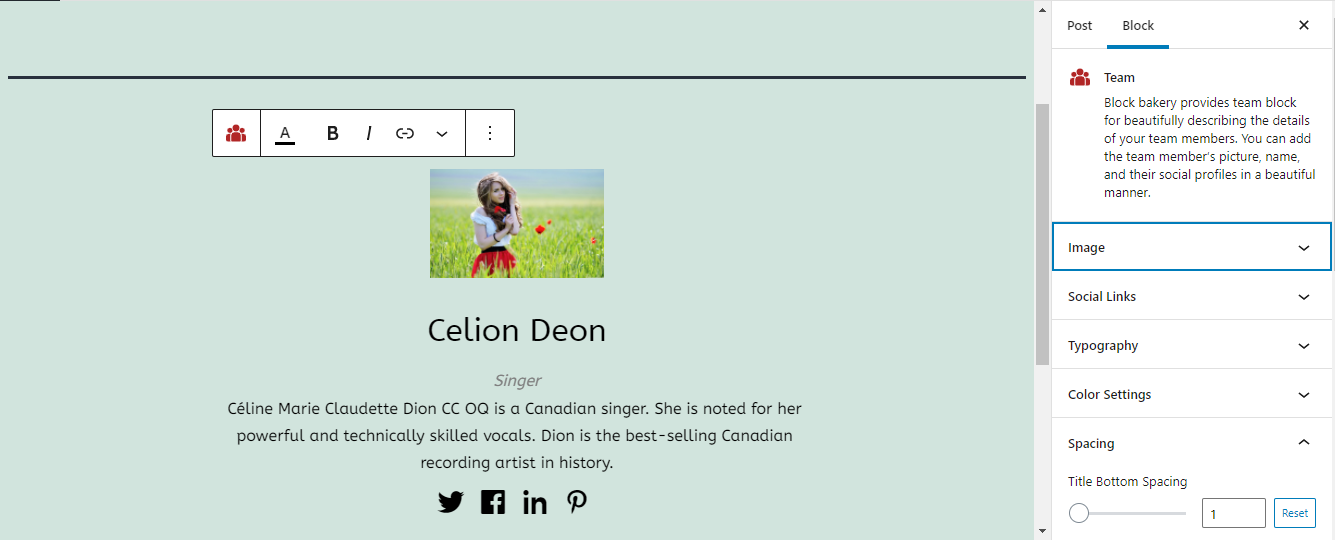 Post Block
Team
Block bakery provides team block
for beautifully describing the details
of your team members. You can add
the team member's picture, name,
and their social profiles in a beautiful
manner.
Image
Social Links
Typography
Color Settings
Spacing
Title Bottom Spacing
1 Reset
A B I
Celion Deon
Singer
Céline Marie Claudette Dion CC OQ is a Canadian singer. She is noted for her
powerful and technically skilled vocals. Dion is the best-selling Canadian
recording artist in history.